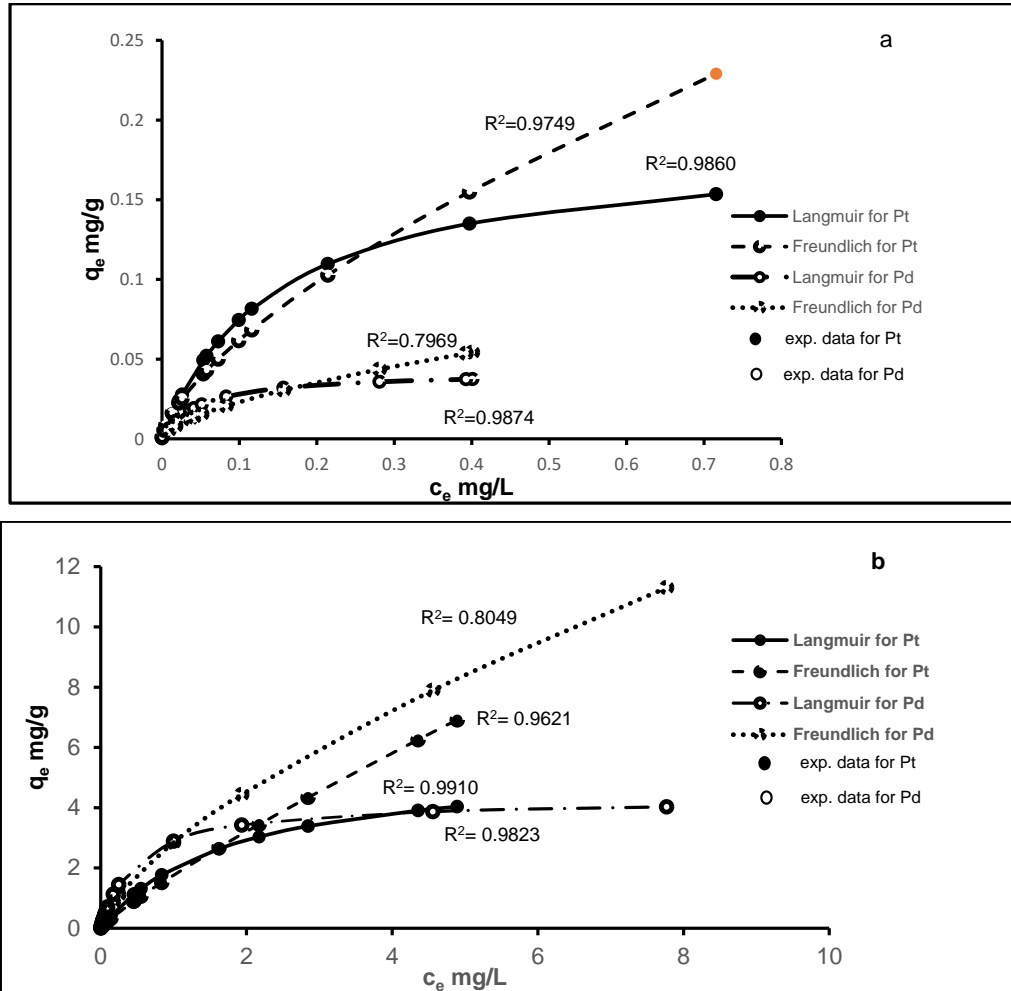 a
0.25
0.2
0.15
0.1
0.05
0
qe mg/g
R²=0.9749
R²=0.9860
R²=0.7969
R²=0.9874
Langmuir for Pt
Freundlich for Pt
Langmuir for Pd
Freundlich for Pd
exp. data for Pt
exp. data for Pd
0 0.1 0.2 0.3 0.4 0.5 0.6 0.7 0.8
ce mg/L
b
12
10
8
6
4
2
0
qe mg/g
R²= 0.8049
R²= 0.9621
R²= 0.9910
R²= 0.9823
Langmuir for Pt
Freundlich for Pt
Langmuir for Pd
Freundlich for Pd
exp. data for Pt
exp. data for Pd
0 2 4 6 8 10
ce mg/L